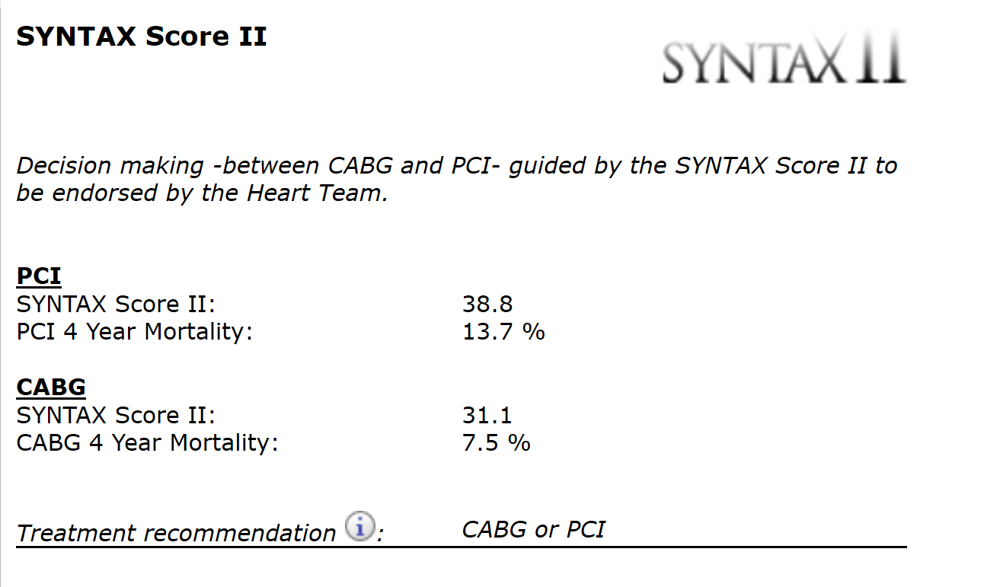 SYNTAX Score II
SYNTAX II
Decision making -between CABG and PCI- guided by the SYNTAX Score II to
be endorsed by the Heart Team.
PCI
SYNTAX Score II: 38.8
PCI 4 Year Mortality: 13.7 %
CABG
SYNTAX Score II: 31.1
CABG 4 Year Mortality: 7.5 %
Treatment recommendation i: CABG or PCI